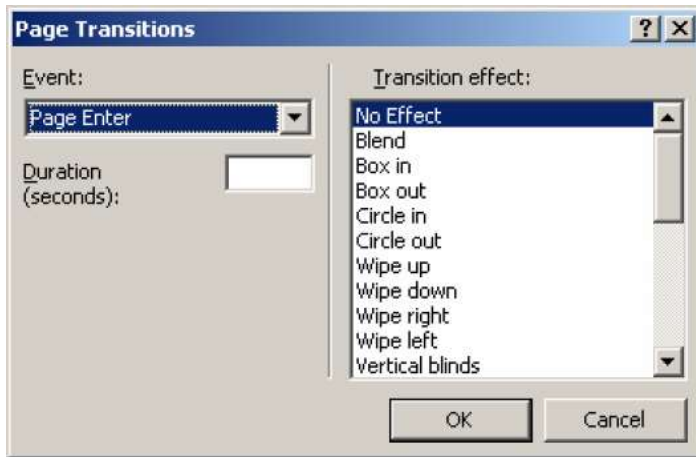 Page Transitions
Event:
Page Enter
Duration
(seconds):
Transition effect:
No Effect
Blend
Box in
Box out
Circle in
Circle out
Wipe up
Wipe down
Wipe right
Wipe left
Vertical blinds
OK
Cancel